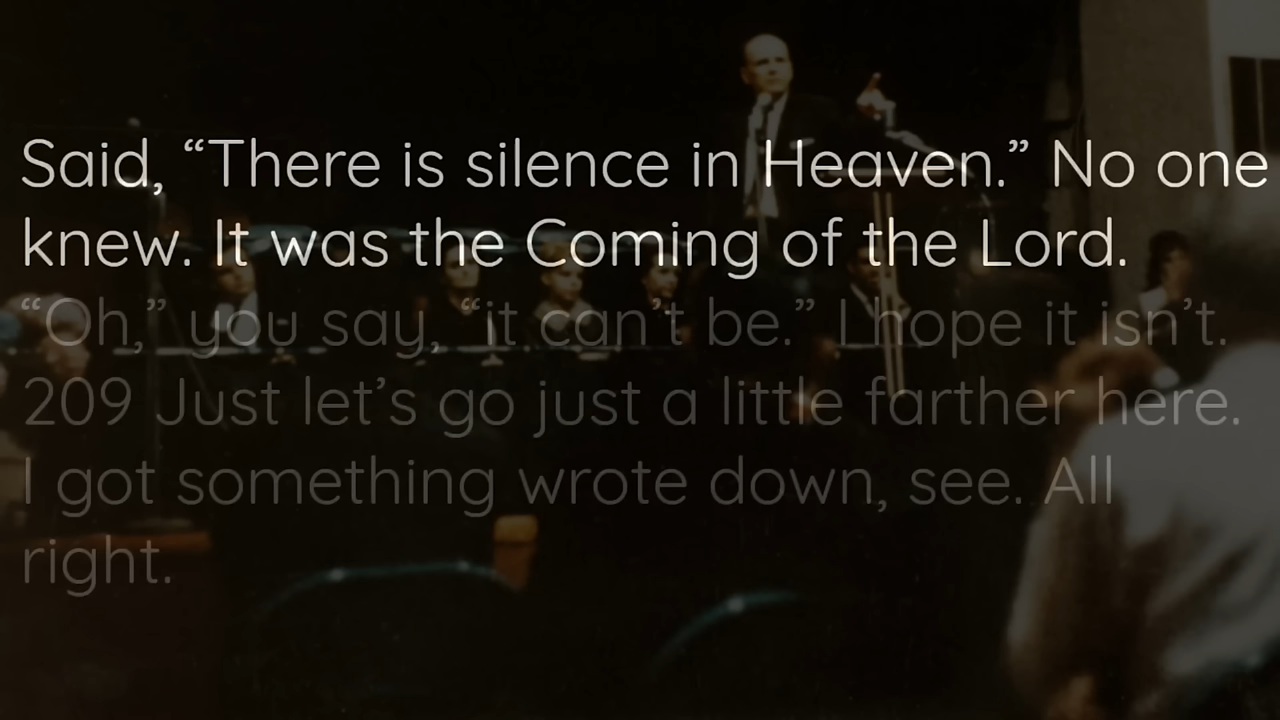 Said, “There is silence in Heaven.” No one
knew. It was the Coming of the Lord.
“Oh,” you say, “it can’t be.” I hope it isn’t.
209 Just let’s go just a little farther here.
I got something wrote down, see. All
right.